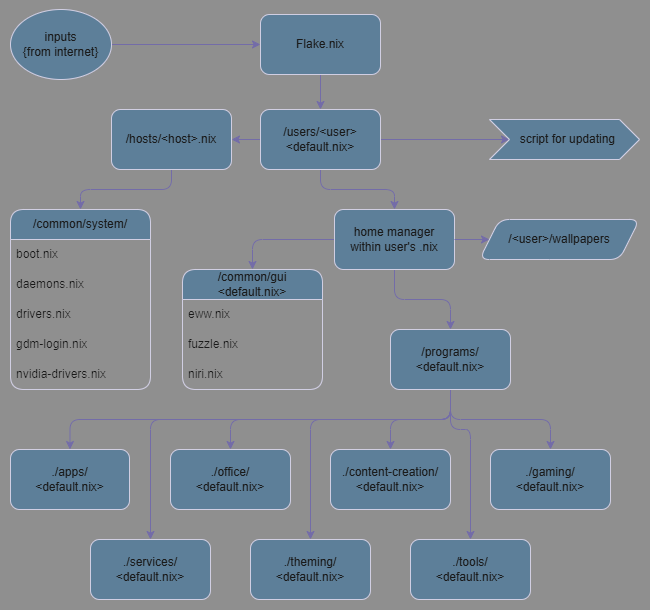 inputs
{from internet}
Flake.nix
/hosts/<host>.nix
/users/<user>
<default.nix>
script for updating
/common/system/
boot.nix
daemons.nix
drivers.nix
gdm-login.nix
nvidia-drivers.nix
home manager
within user's .nix
/<user>/wallpapers
/common/gui
<default.nix>
eww.nix
fuzzle.nix
niri.nix
/programs/
<default.nix>
./apps/
<default.nix>
./office/
<default.nix>
./content-creation/
<default.nix>
./gaming/
<default.nix>
./services/
<default.nix>
./theming/
<default.nix>
./tools/
<default.nix>